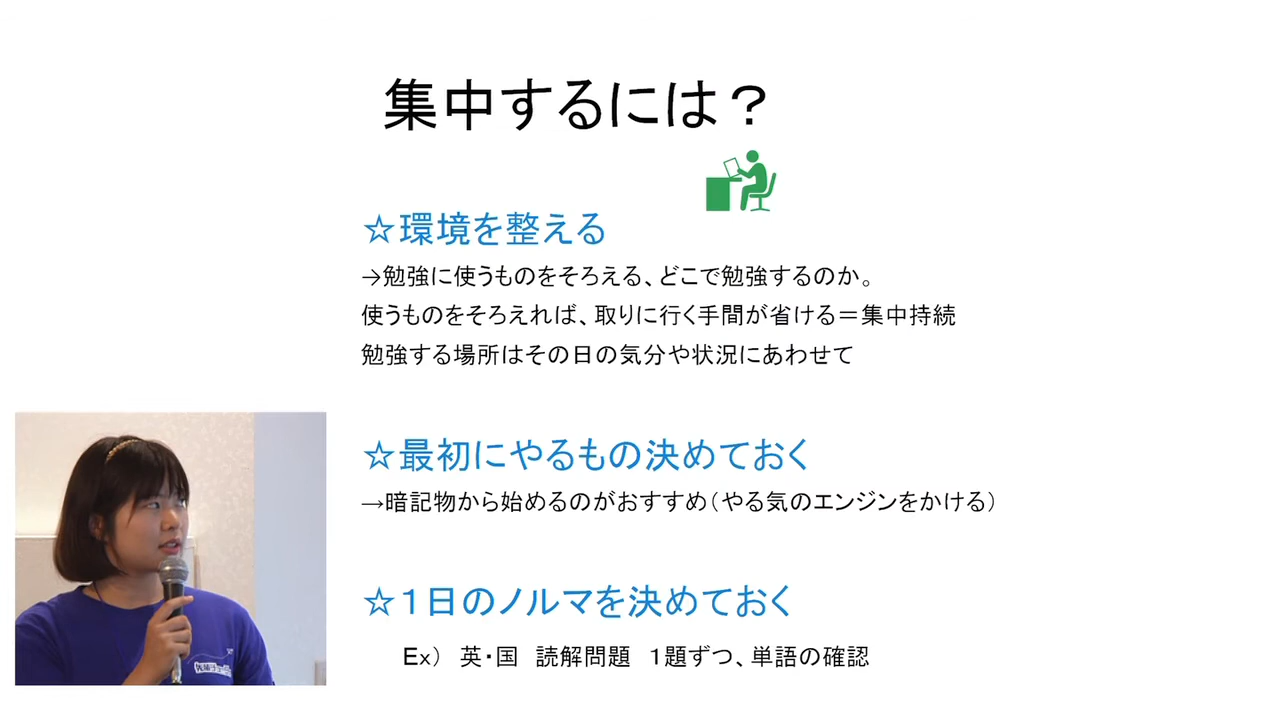 集中するには？
☆環境を整える
→勉強に使うものをそろえる、どこで勉強するのか。
使うものをそろえれば、取りに行く手間が省ける＝集中持続
勉強する場所はその日の気分や状況にあわせて
☆最初にやるもの決めておく
→暗記物から始めるのがおすすめ（やる気のエンジンをかける）
☆１日のノルマを決めておく
Ex）　英・国　読解問題　１題ずつ、単語の確認